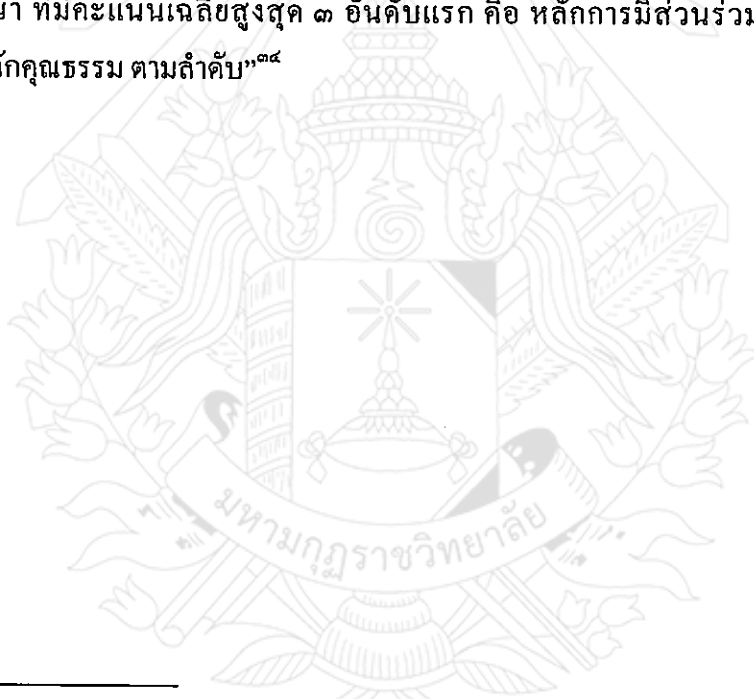 ที่มีคะแนนเฉลี่ยสูงสุด ๓ อันดับแรก คือ หลักการมีส่วนร่วม
ักคุณธรรม ตามลำดับ”๓๔
มหามกุฏราชวิทยาลัย